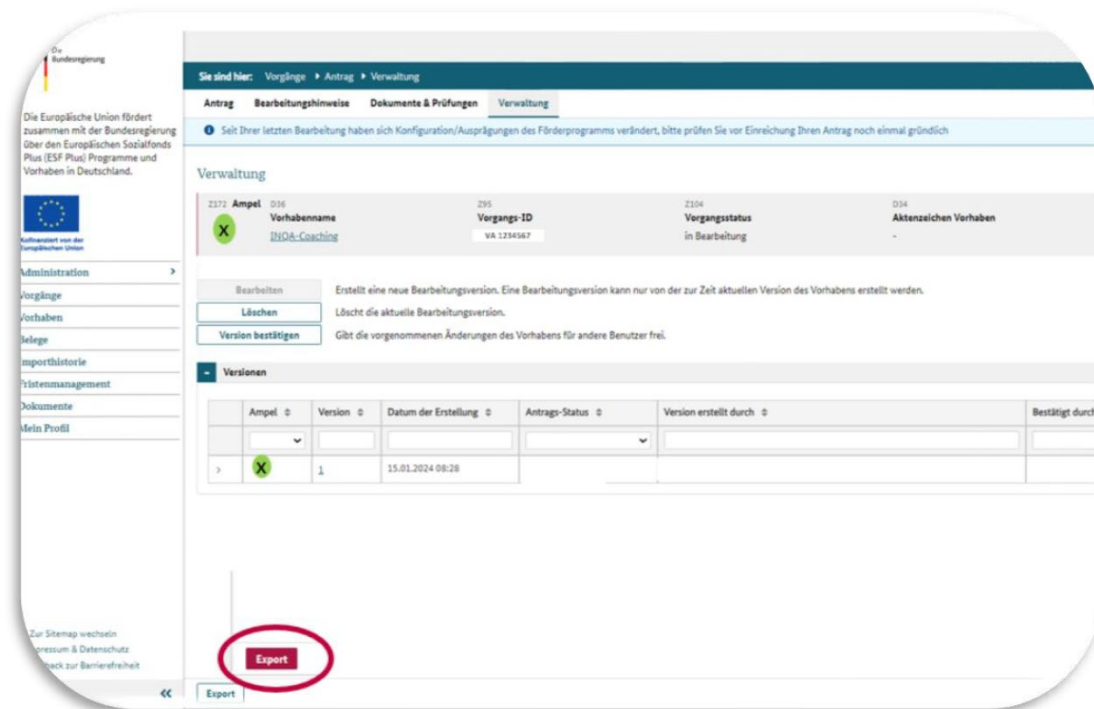 Die
Bundesregierung
Die Europäische Union fördert
zusammen mit der Bundesregierung
über den Europäischen Sozialfonds
Plus (ESF Plus) Programme und
Vorhaben in Deutschland.
Kofinanziert von der
Europäischen Union
Administration
Vorgänge
Vorhaben
Belege
Importhistorie
Fristenmanagement
Dokumente
Mein Profil
Zur Sitemap wechseln
pressum & Datenschutz
back zur Barrierefreiheit
Sie sind hier: Vorgänge Antrag Verwaltung
Antrag Bearbeitungshinweise Dokumente & Prüfungen Verwaltung
Seit Ihrer letzten Bearbeitung haben sich Konfiguration/Ausprägungen des Förderprogramms verändert, bitte prüfen Sie vor Einreichung Ihren Antrag noch einmal gründlich
Verwaltung
Z172 Ampel D36 Z95 Z104 D34
Vorhabenname Vorgangs-ID Vorgangsstatus Aktenzeichen Vorhaben
X INQA-Coaching VA 1234567 in Bearbeitung -
Bearbeiten Erstellt eine neue Bearbeitungsversion. Eine Bearbeitungsversion kann nur von der zur Zeit aktuellen Version des Vorhabens erstellt werden.
Löschen Löscht die aktuelle Bearbeitungsversion.
Version bestätigen Gibt die vorgenommenen Änderungen des Vorhabens für andere Benutzer frei.
Versionen
Ampel Version Datum der Erstellung Antrags-Status Version erstellt durch Bestätigt durch
X 1 15.01.2024 08:28
Export
Export